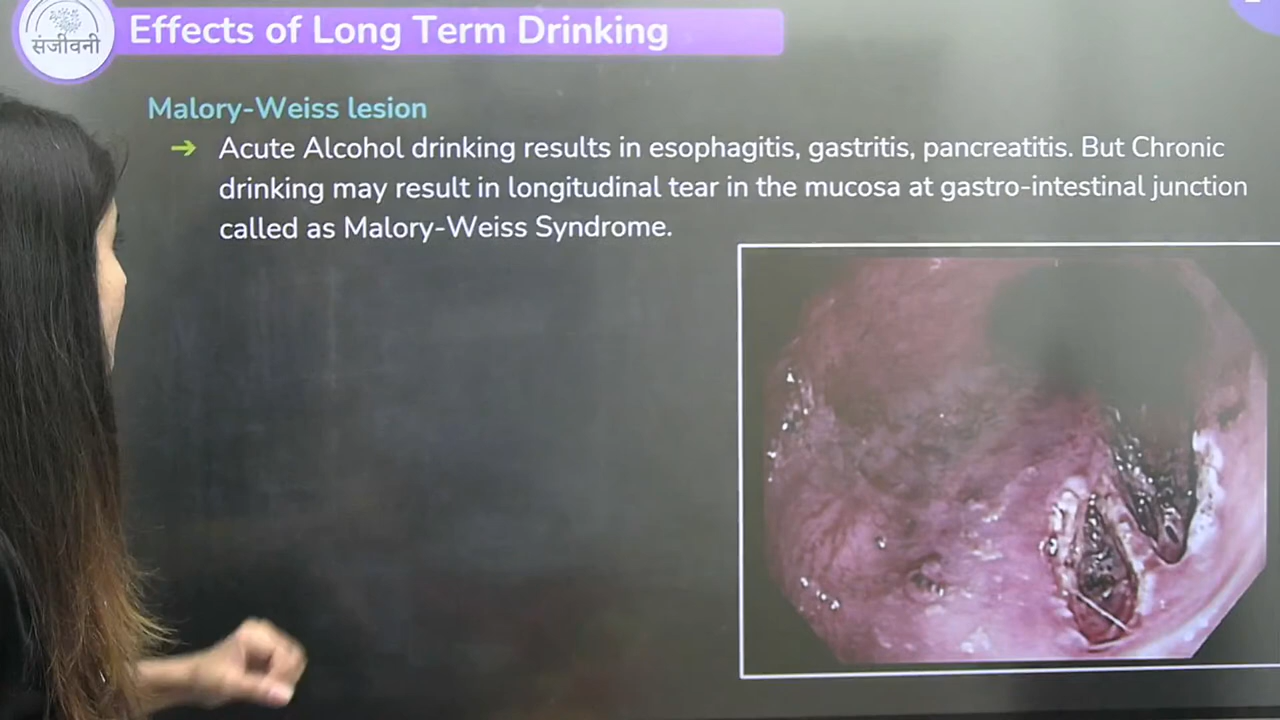 संजीवनी
Effects of Long Term Drinking
Malory-Weiss lesion
Acute Alcohol drinking results in esophagitis, gastritis, pancreatitis. But Chronic
drinking may result in longitudinal tear in the mucosa at gastro-intestinal junction
called as Malory-Weiss Syndrome.